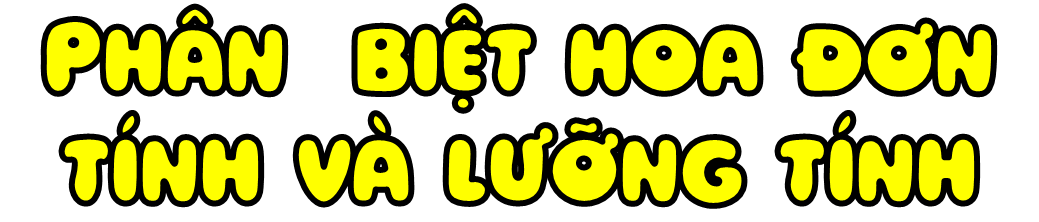 PHÂN BIỆT HOA ĐƠN
TÍNH VÀ LƯỠNG TÍNH